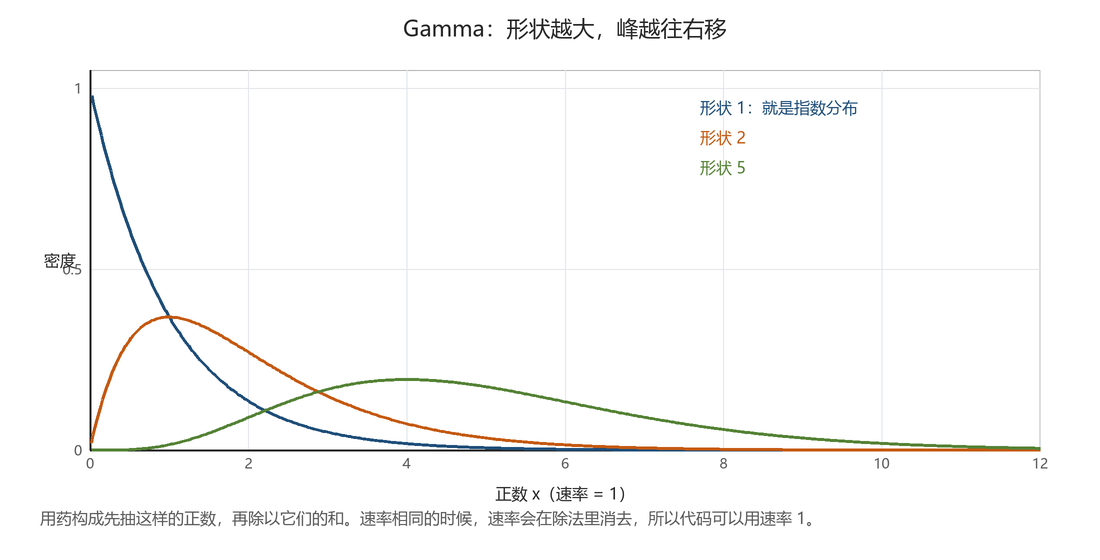 Gamma：形状越大，峰越往右移
形状 1：就是指数分布
形状 2
形状 5
1
密度
0.5
0
0 2 4 6 8 10 12
正数 x（速率 = 1）
用药构成先抽这样的正数，再除以它们的和。速率相同的时候，速率会在除法里消去，所以代码可以用速率 1。